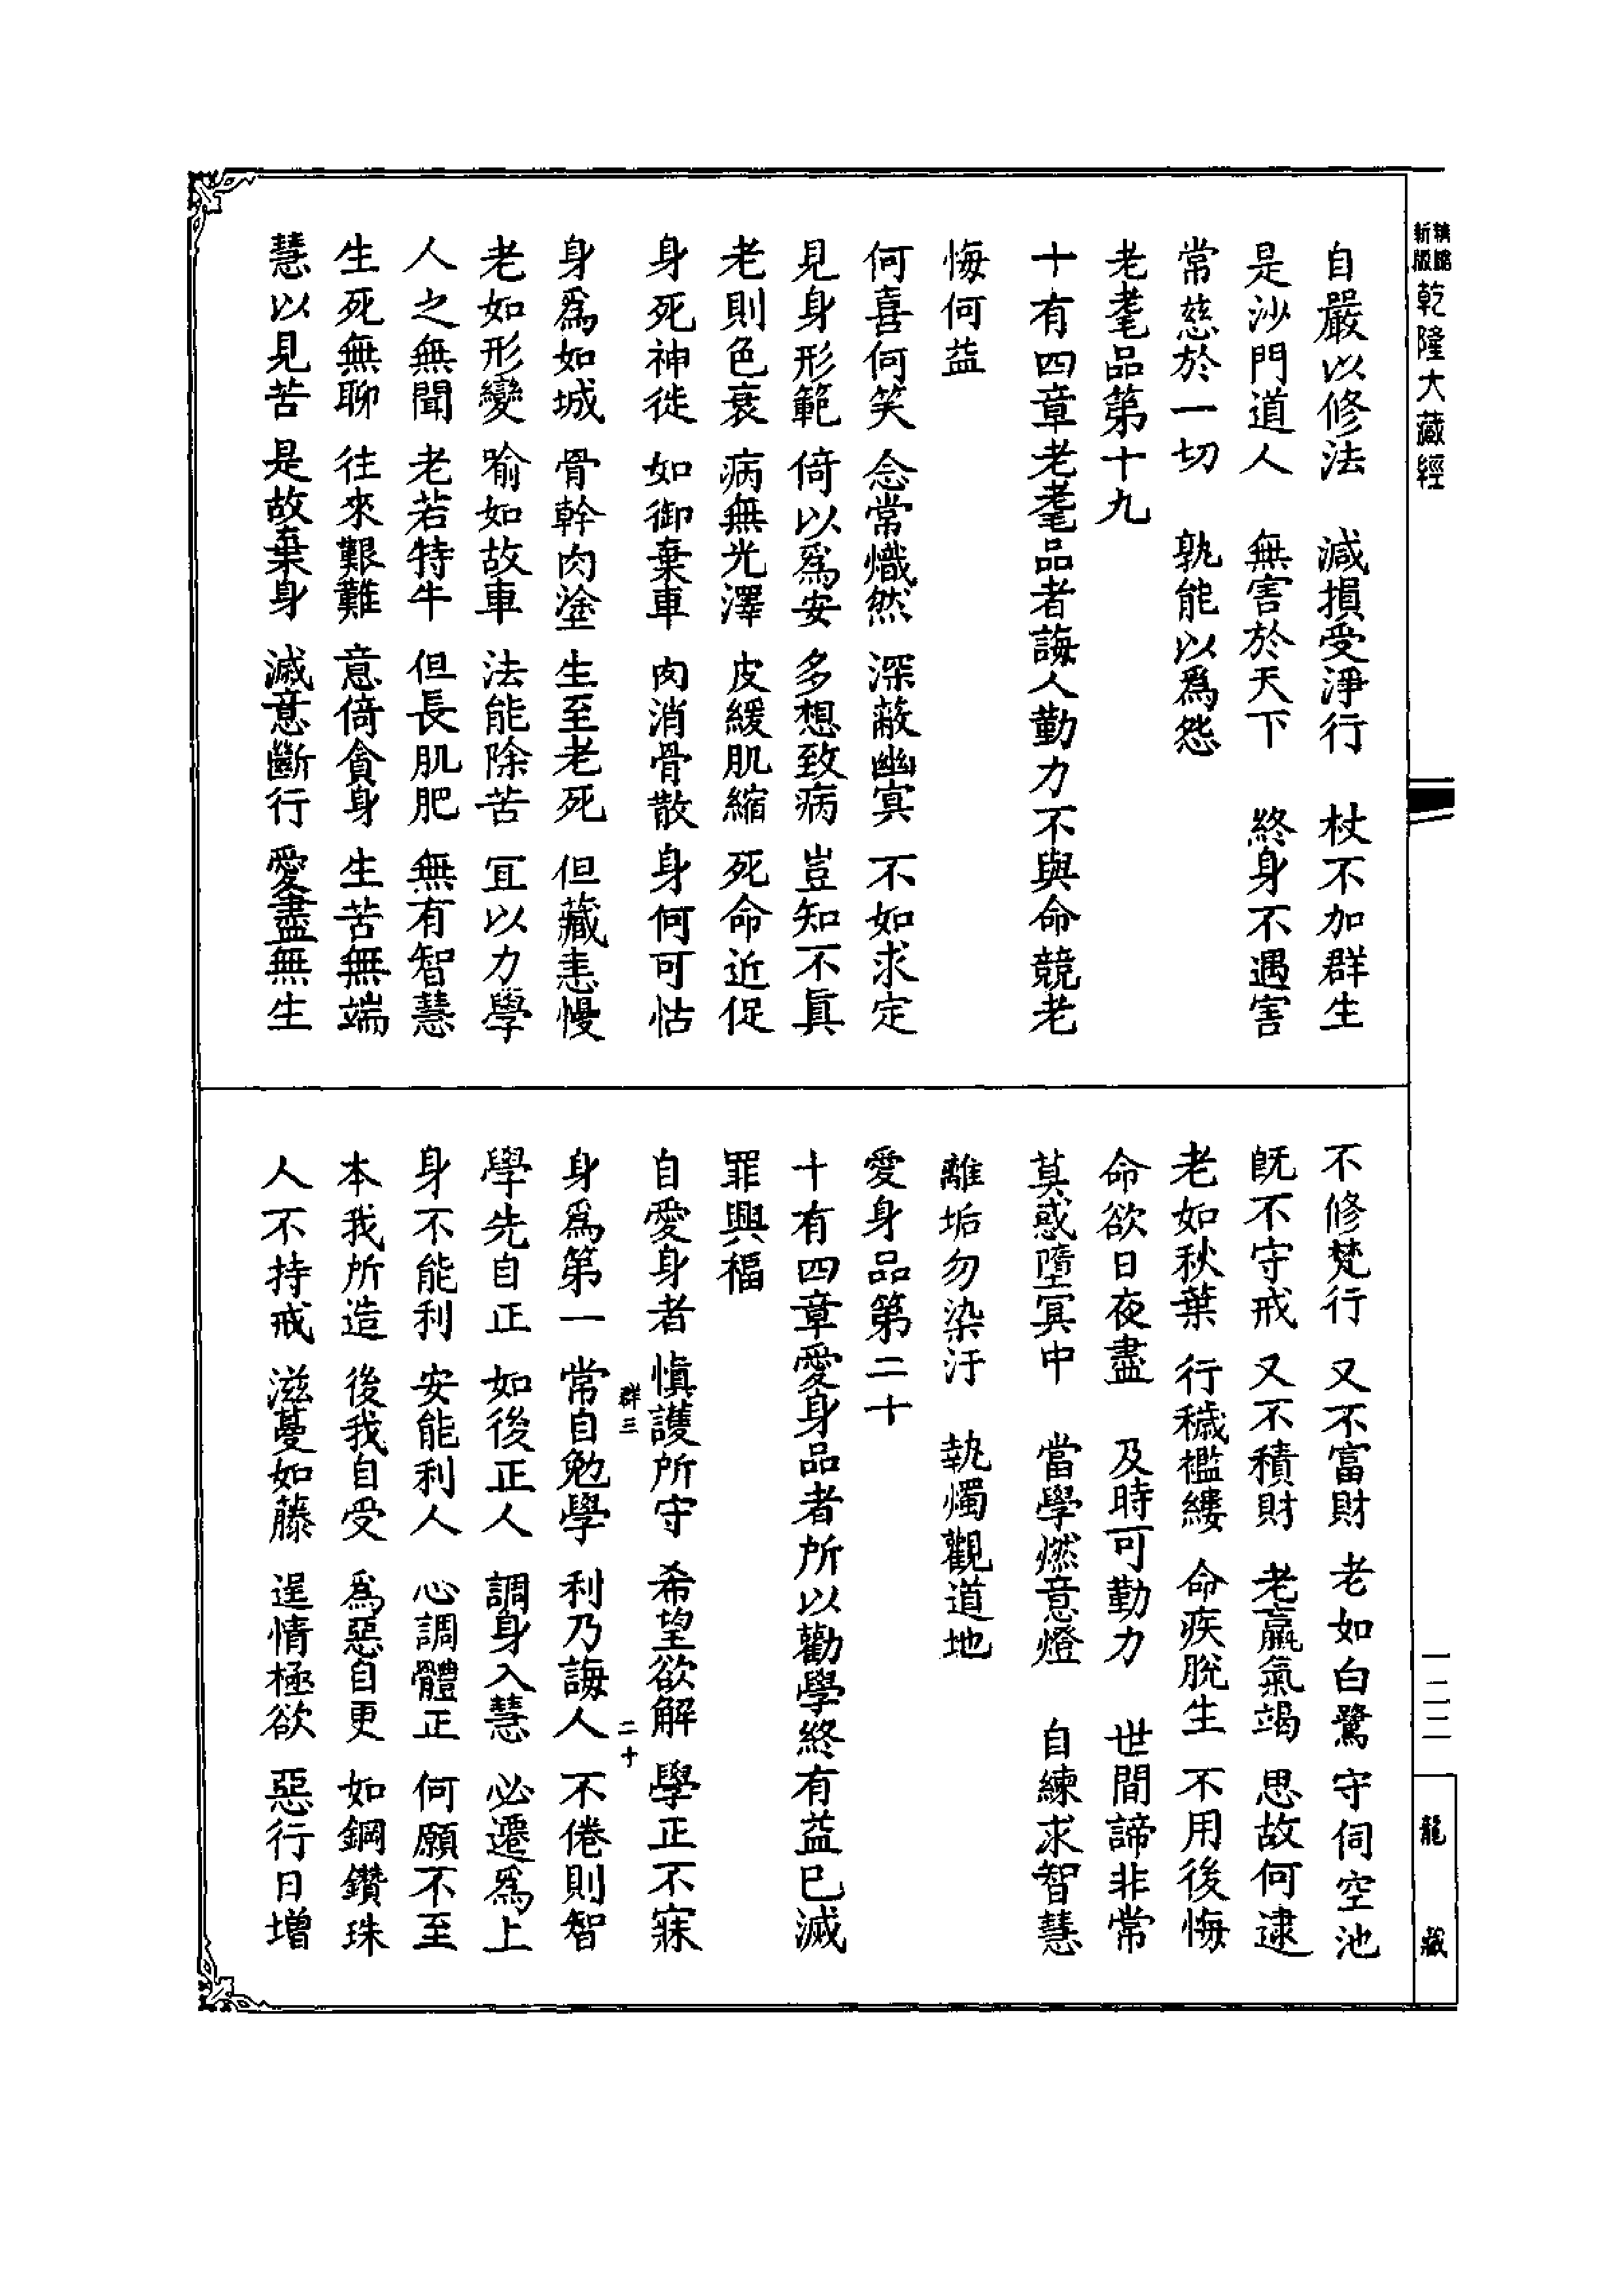 新版
乾隆大藏經
自嚴以修法　減損受淨行　杖不加群生
是沙門道人　無害於天下　終身不遇害
常慈於一切　孰能以爲怨
老耄品第十九
十有四章老耄品者誨人勤力不與命競老
悔何益
何喜何笑　念常熾然　深蔽幽冥　不如求定
見身形範　倚以爲安　多想致病　豈知不眞
老則色衰　病無光澤　皮緩肌縮　死命近促
身死神徙　如御棄車　肉消骨散　身何可怙
身爲如城　骨幹肉塗　生至老死　但藏恚慢
老如形變　喻如故車　法能除苦　宜以力學
人之無聞　老若特牛　但長肌肥　無有智慧
生死無聊　往來艱難　意倚貪身　生苦無端
慧以見苦　是故棄身　滅意斷行　愛盡無生
不修梵行　又不富財　老如白鷺　守伺空池
旣不守戒　又不積財　老羸氣竭　思故何逮
老如秋葉　行穢襤縷　命疾脫生　不用後悔
命欲日夜盡　及時可勤力　世間諦非常
莫惑墮冥中　當學燃意燈　自練求智慧
離垢勿染汙　執燭觀道地
愛身品第二十
十有四章愛身品者所以勸學終有益已滅
罪興福
自愛身者　愼護所守　希望欲解　學正不寐
群三　二十
身爲第一　常自勉學　利乃誨人　不倦則智
學先自正　如後正人　調身入慧　必遷爲上
身不能利　安能利人　心調體正　何願不至
本我所造　後我自受　爲惡自更　如鋼鑽珠
人不持戒　滋蔓如藤　逞情極欲　惡行日增
一二二
龍藏